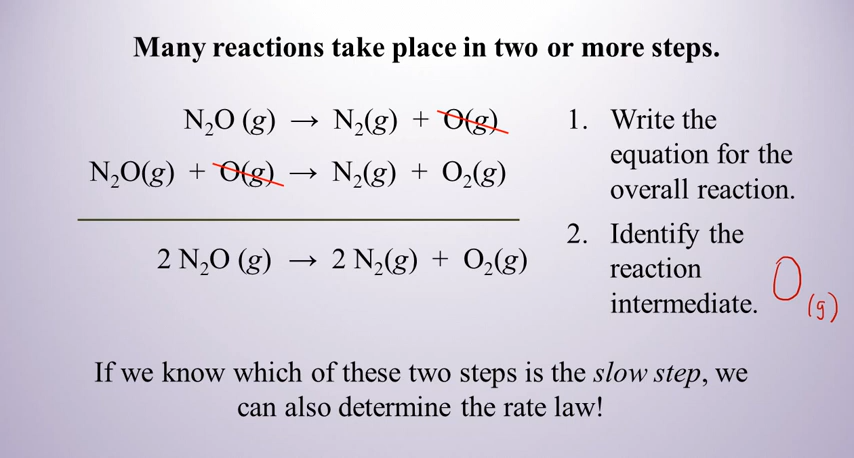 Many reactions take place in two or more steps.
N₂O (g) → N₂(g) + O(g)
N₂O(g) + O(g) → N₂(g) + O₂(g)
2 N₂O (g) → 2 N₂(g) + O₂(g)
1. Write the
equation for the
overall reaction.
2. Identify the
reaction
intermediate.
O(g)
If we know which of these two steps is the slow step, we
can also determine the rate law!